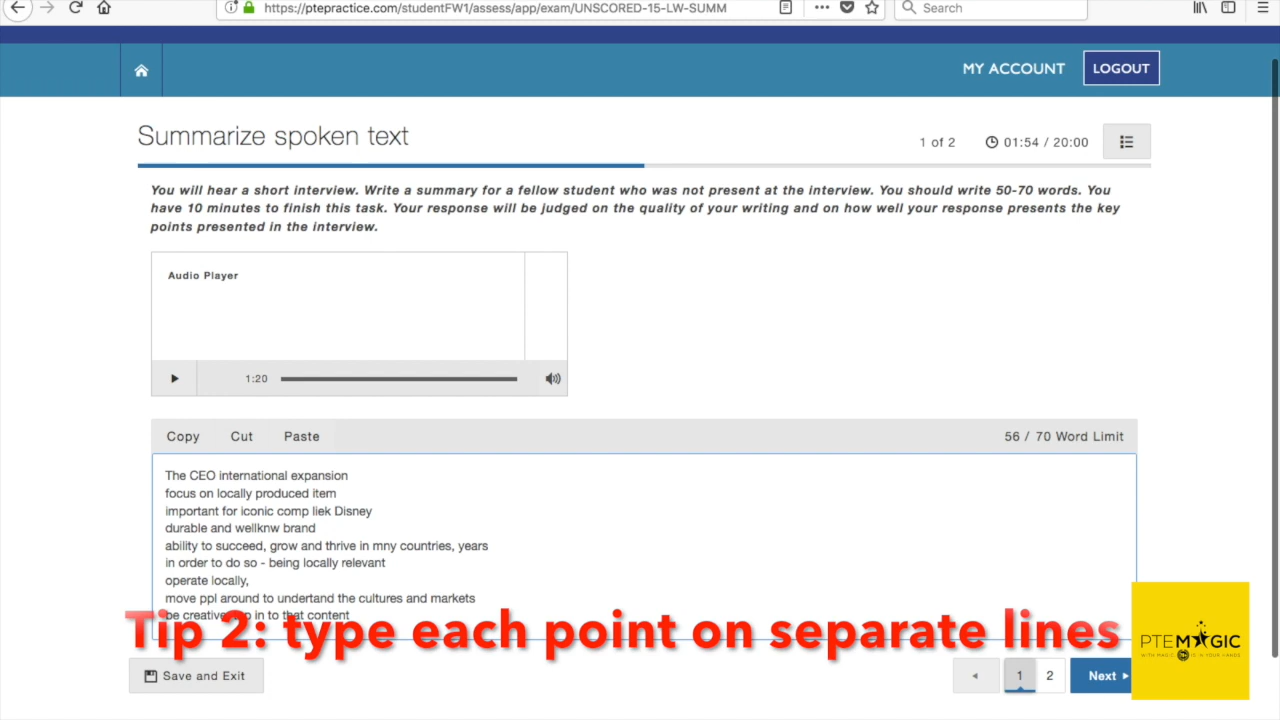 https://ptepractice.com/studentFW1/assess/app/exam/UNSCORED-15-LW-SUMM
Search
MY ACCOUNT
LOGOUT
Summarize spoken text
1 of 2
01:54 / 20:00
You will hear a short interview. Write a summary for a fellow student who was not present at the interview. You should write 50-70 words. You
have 10 minutes to finish this task. Your response will be judged on the quality of your writing and on how well your response presents the key
points presented in the interview.
Audio Player
1:20
Copy Cut Paste
56 / 70 Word Limit
The CEO international expansion
focus on locally produced item
important for iconic comp liek Disney
durable and wellknw brand
ability to succeed, grow and thrive in mny countries, years
in order to do so - being locally relevant
operate locally,
move ppl around to undertand the cultures and markets
be creative in to that content
Tip 2: type each point on separate lines
PTEMAGIC
Save and Exit
1
2
Next